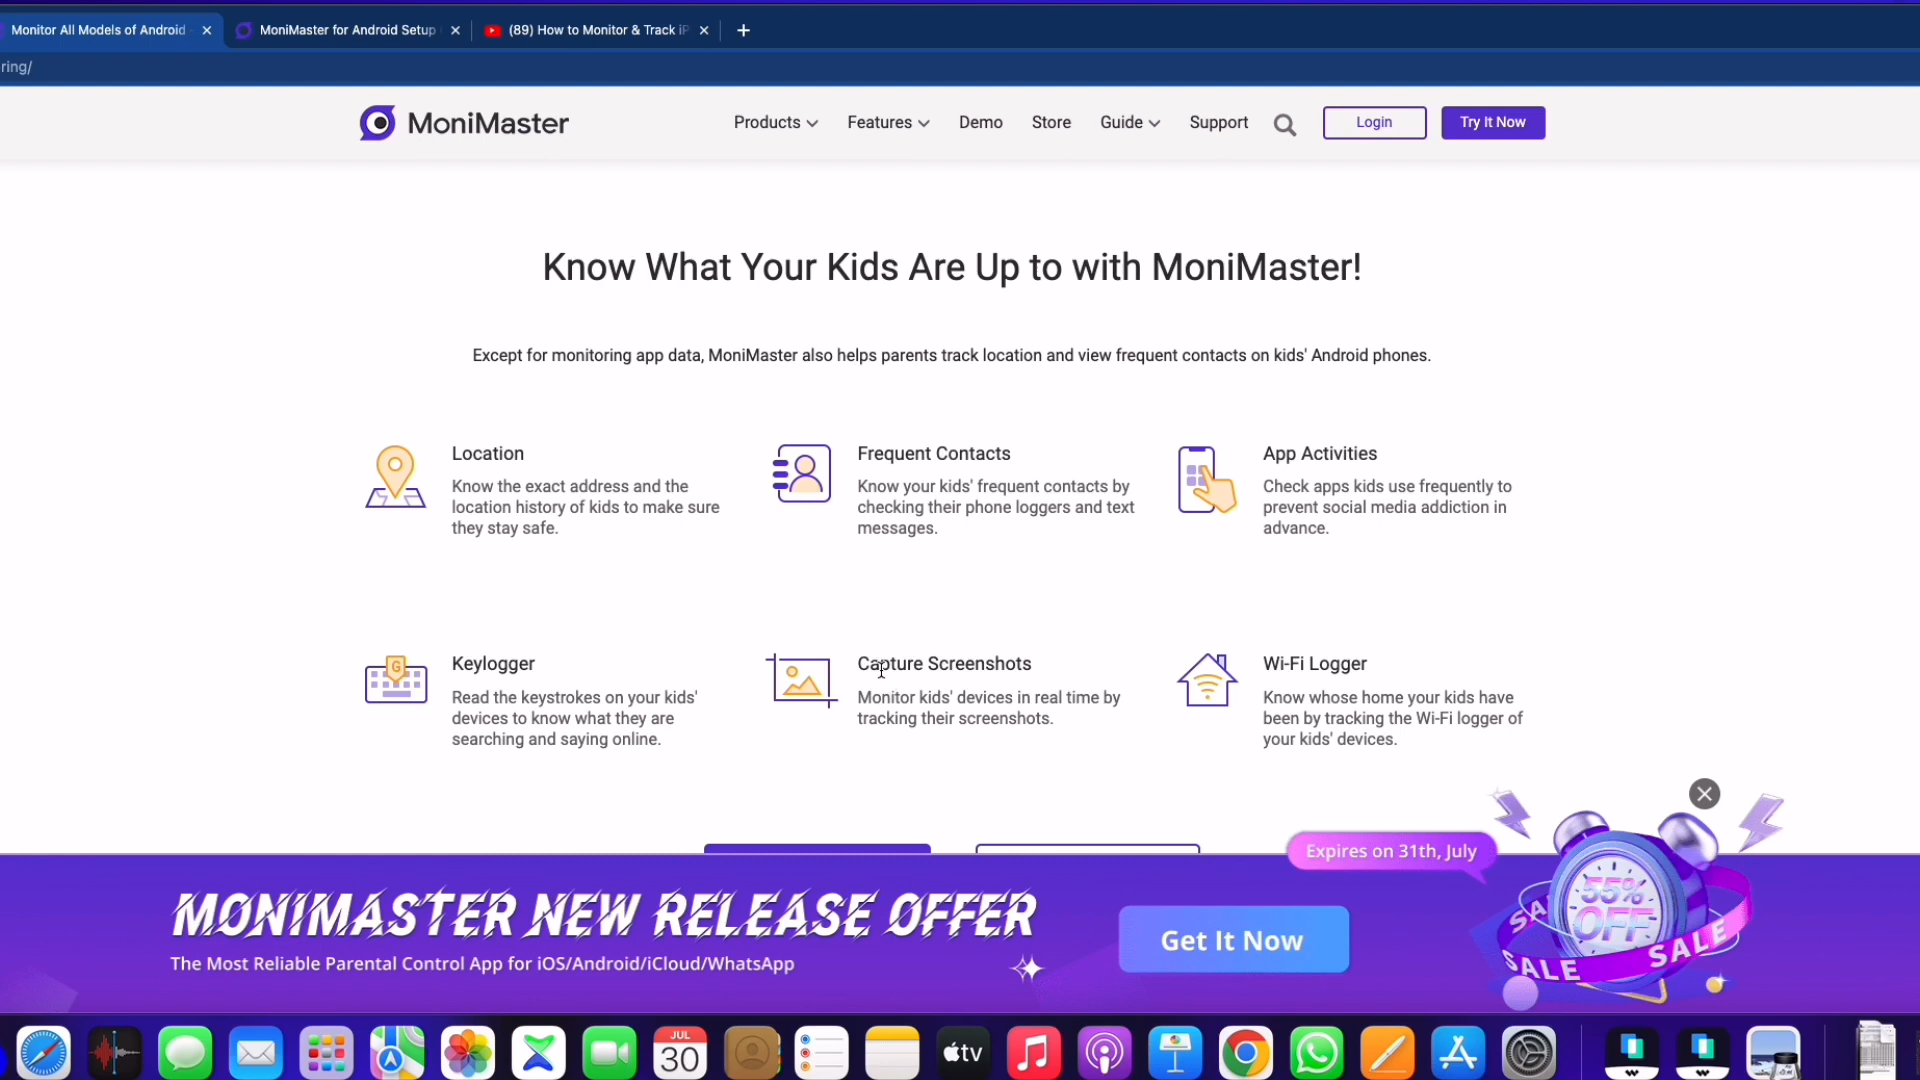 Monitor All Models of Android
MoniMaster for Android Setup
(89) How to Monitor & Track iP
ring/
MoniMaster
Products
Features
Demo
Store
Guide
Support
Login
Try It Now
Know What Your Kids Are Up to with MoniMaster!
Except for monitoring app data, MoniMaster also helps parents track location and view frequent contacts on kids' Android phones.
Location
Know the exact address and the
location history of kids to make sure
they stay safe.
Frequent Contacts
Know your kids' frequent contacts by
checking their phone loggers and text
messages.
App Activities
Check apps kids use frequently to
prevent social media addiction in
advance.
G
Keylogger
Read the keystrokes on your kids'
devices to know what they are
searching and saying online.
Capture Screenshots
Monitor kids' devices in real time by
tracking their screenshots.
Wi-Fi Logger
Know whose home your kids have
been by tracking the Wi-Fi logger of
your kids' devices.
Expires on 31th, July
MONIMASTER NEW RELEASE OFFER
The Most Reliable Parental Control App for iOS/Android/iCloud/WhatsApp
Get It Now
55%
OFF
SA
SALE
SALE
JUL
30
tv